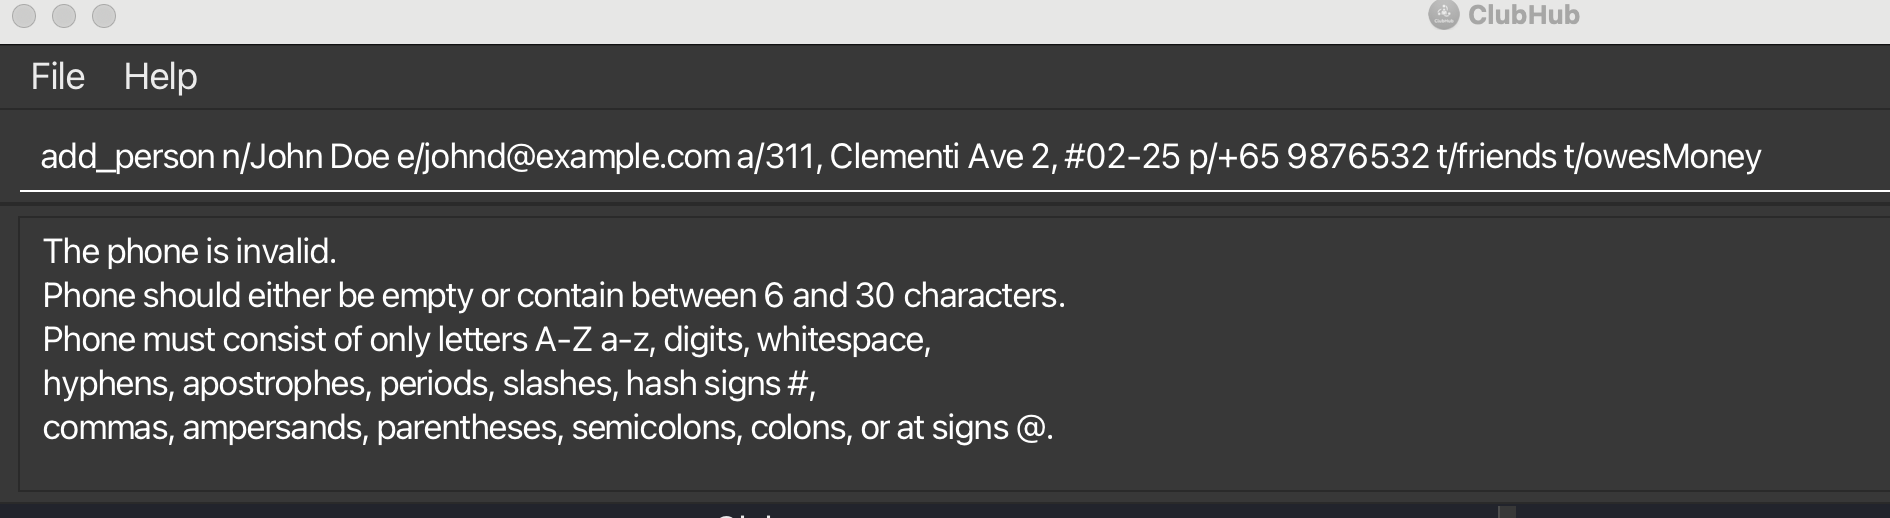 ClubHub
File Help
add_person n/John Doe e/johnd@example.com a/311, Clementi Ave 2, #02-25 p/+65 9876532 t/friends t/owesMoney
The phone is invalid.
Phone should either be empty or contain between 6 and 30 characters.
Phone must consist of only letters A-Z a-z, digits, whitespace,
hyphens, apostrophes, periods, slashes, hash signs #,
commas, ampersands, parentheses, semicolons, colons, or at signs @.